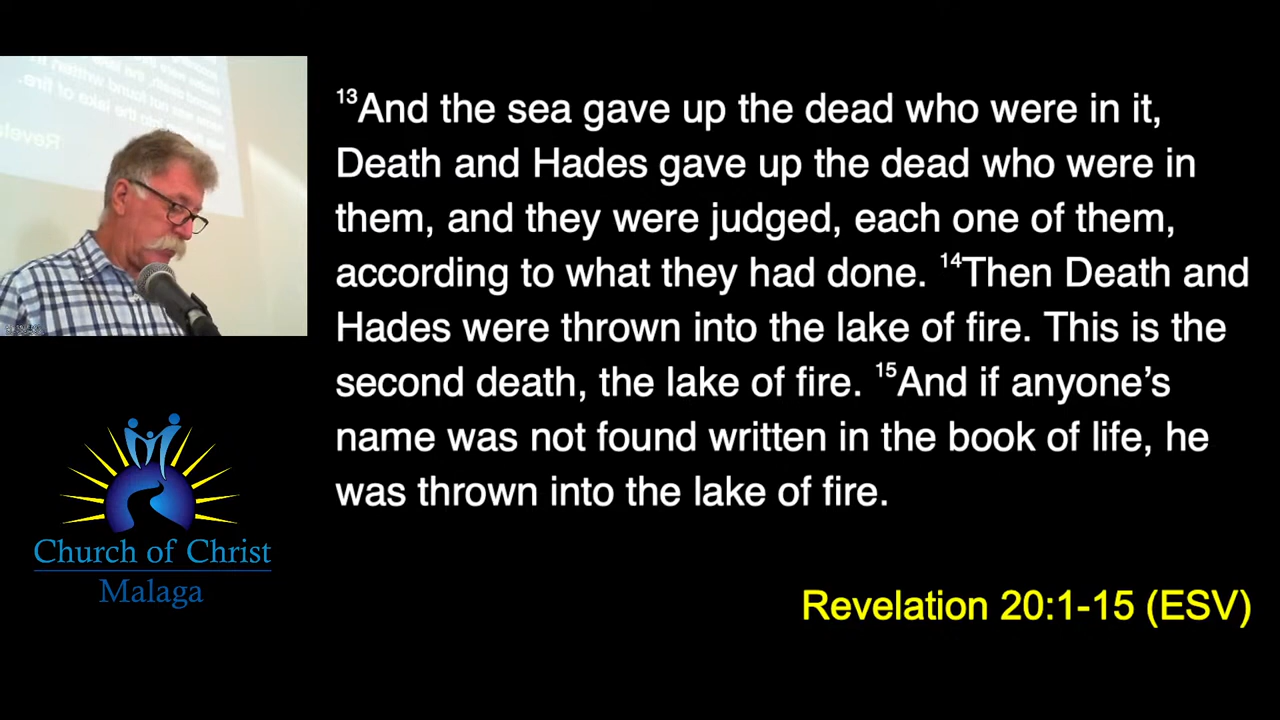 ¹³And the sea gave up the dead who were in it,
Death and Hades gave up the dead who were in
them, and they were judged, each one of them,
according to what they had done. ¹⁴Then Death and
Hades were thrown into the lake of fire. This is the
second death, the lake of fire. ¹⁵And if anyone’s
name was not found written in the book of life, he
was thrown into the lake of fire.
Revelation 20:1-15 (ESV)
Church of Christ
Malaga